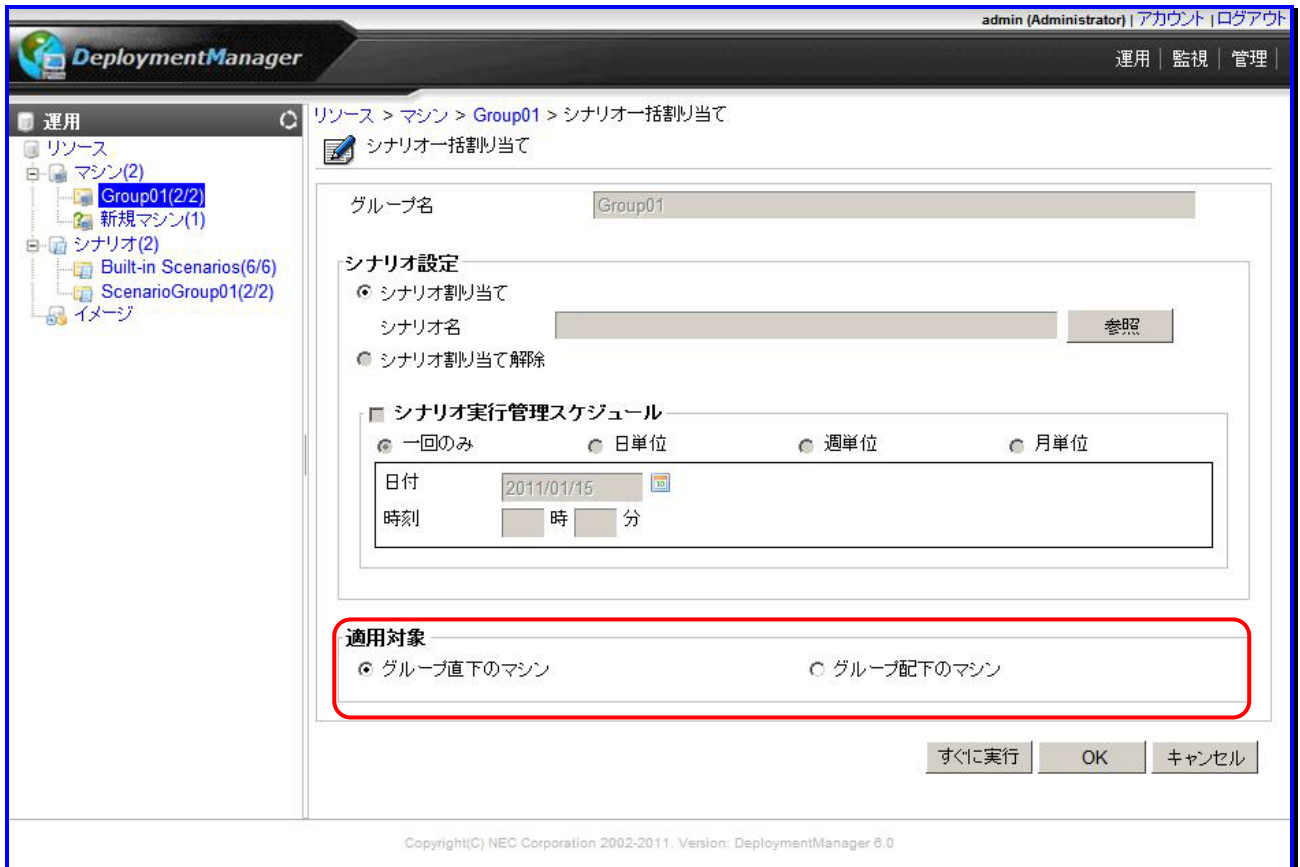 admin (Administrator) | アカウント | ログアウト
DeploymentManager
運用 | 監視 | 管理 |
運用
リソース
マシン(2)
Group01(2/2)
新規マシン(1)
シナリオ(2)
Built-in Scenarios(6/6)
ScenarioGroup01(2/2)
イメージ
リソース > マシン > Group01 > シナリオ一括割り当て
シナリオ一括割り当て
グループ名 Group01
シナリオ設定
シナリオ割り当て
シナリオ名 参照
シナリオ割り当て解除
シナリオ実行管理スケジュール
一回のみ 日単位 週単位 月単位
日付 2011/01/15 10
時刻 時 分
適用対象
グループ直下のマシン グループ配下のマシン
すぐに実行 OK キャンセル
Copyright(C) NEC Corporation 2002-2011. Version: DeploymentManager 6.0